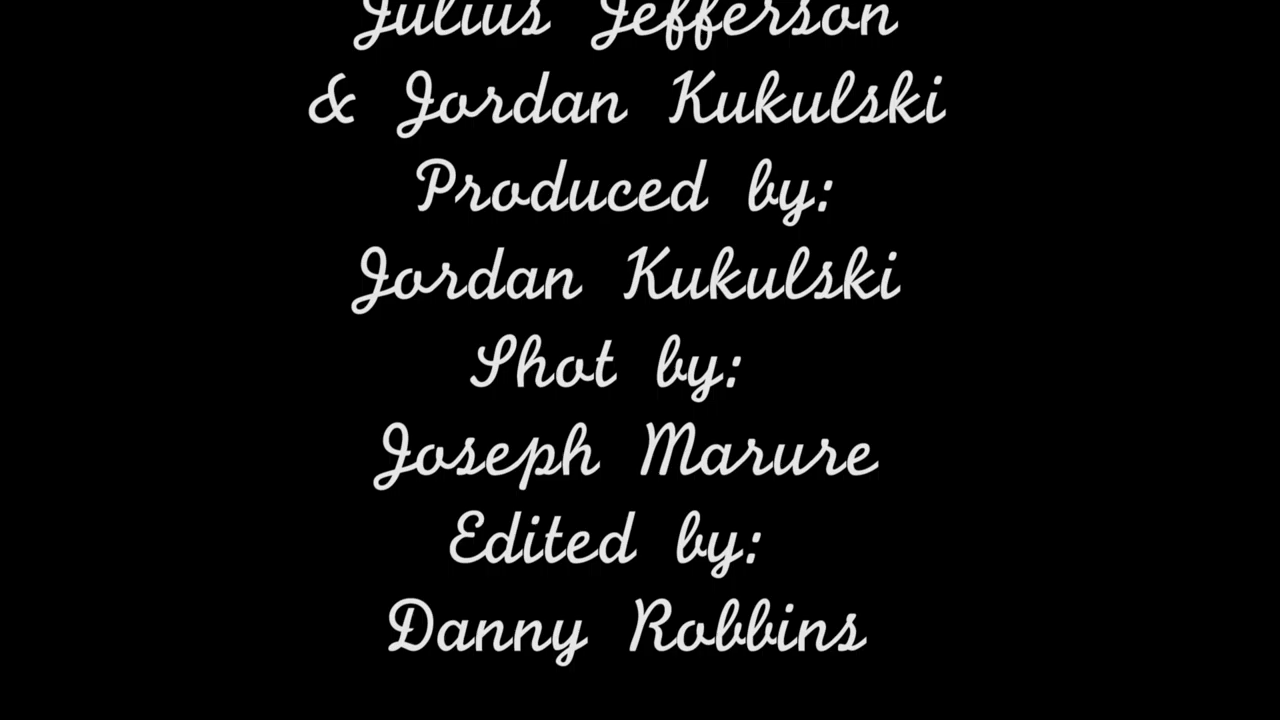 Julius Jefferson
& Jordan Kukulski
Produced by:
Jordan Kukulski
Shot by:
Joseph Marure
Edited by:
Danny Robbins